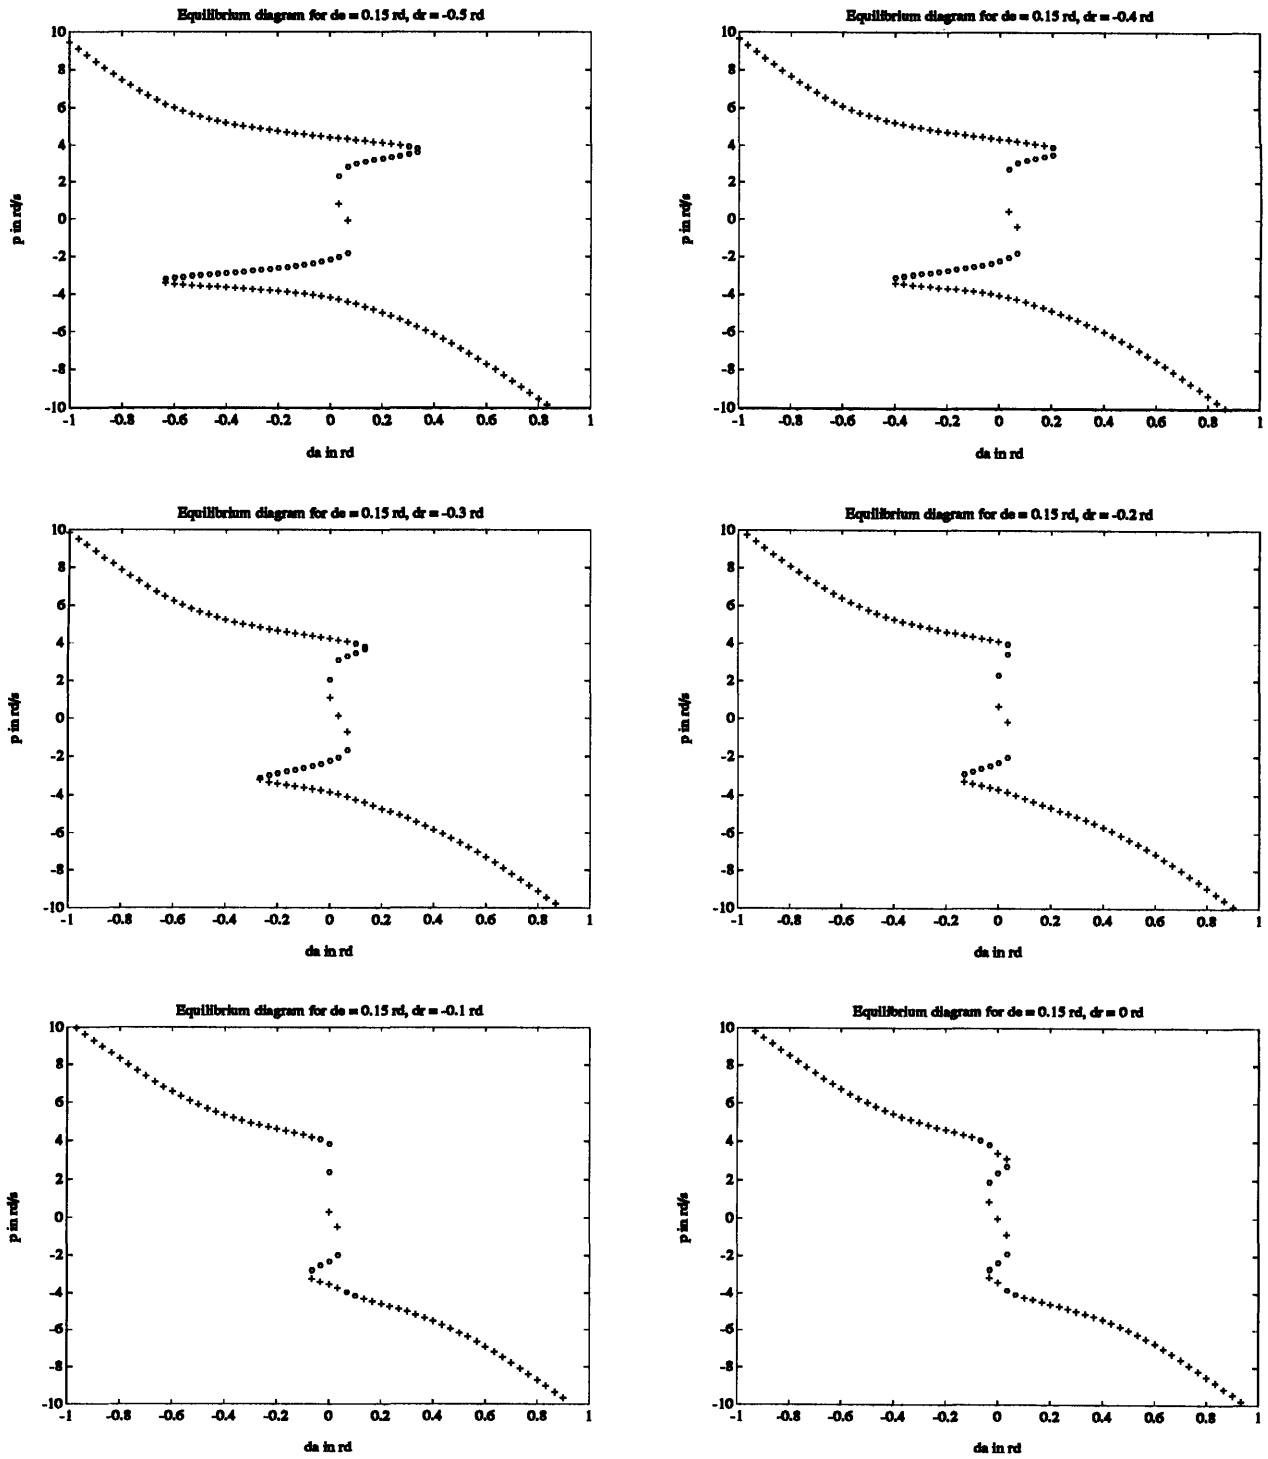 Equilibrium diagram for de = 0.15 rd, dr = -0.5 rd
10
8
6
4
2
0
-2
-4
-6
-8
-10
p in rd/s
-1 -0.8 -0.6 -0.4 -0.2 0 0.2 0.4 0.6 0.8 1
da in rd
Equilibrium diagram for de = 0.15 rd, dr = -0.4 rd
10
8
6
4
2
0
-2
-4
-6
-8
-10
p in rd/s
-1 -0.8 -0.6 -0.4 -0.2 0 0.2 0.4 0.6 0.8 1
da in rd
Equilibrium diagram for de = 0.15 rd, dr = -0.3 rd
10
8
6
4
2
0
-2
-4
-6
-8
-10
p in rd/s
-1 -0.8 -0.6 -0.4 -0.2 0 0.2 0.4 0.6 0.8 1
da in rd
Equilibrium diagram for de = 0.15 rd, dr = -0.2 rd
10
8
6
4
2
0
-2
-4
-6
-8
-10
p in rd/s
-1 -0.8 -0.6 -0.4 -0.2 0 0.2 0.4 0.6 0.8 1
da in rd
Equilibrium diagram for de = 0.15 rd, dr = -0.1 rd
10
8
6
4
2
0
-2
-4
-6
-8
-10
p in rd/s
-1 -0.8 -0.6 -0.4 -0.2 0 0.2 0.4 0.6 0.8 1
da in rd
Equilibrium diagram for de = 0.15 rd, dr = 0 rd
10
8
6
4
2
0
-2
-4
-6
-8
-10
p in rd/s
-1 -0.8 -0.6 -0.4 -0.2 0 0.2 0.4 0.6 0.8 1
da in rd